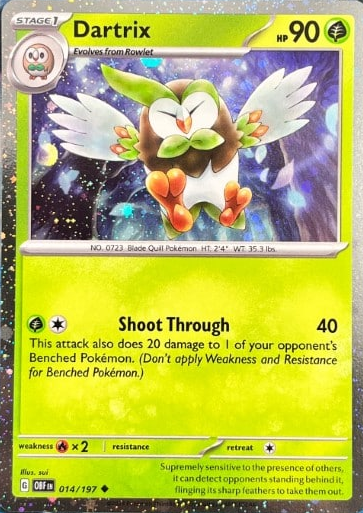 STAGE1 Dartrix HP 90
Evolves from Rowlet
NO. 0723 Blade Quill Pokémon HT: 2'4" WT: 35.3 lbs.
Shoot Through 40
This attack also does 20 damage to 1 of your opponent's
Benched Pokémon. (Don't apply Weakness and Resistance
for Benched Pokémon.)
weakness ×2 resistance retreat
Illus. sui
G OBF EN 014/197
Supremely sensitive to the presence of others,
it can detect opponents standing behind it,
flinging its sharp feathers to take them out.